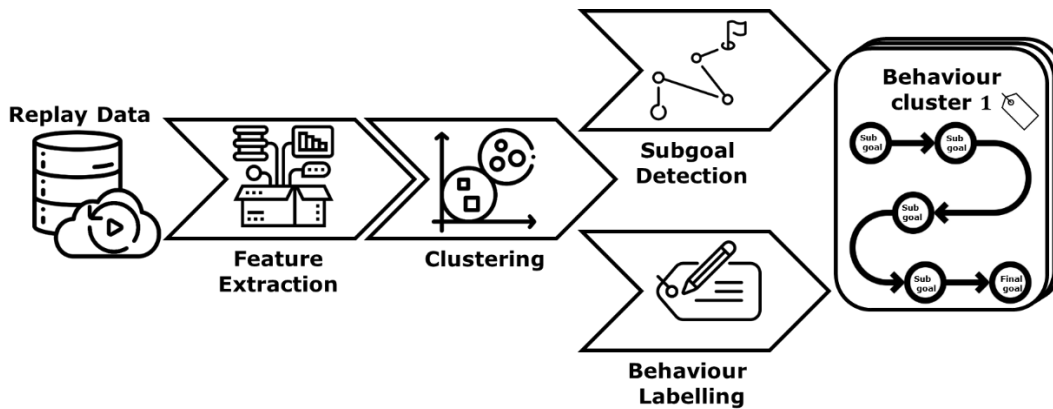 Replay Data
Feature
Extraction
Clustering
Subgoal
Detection
Behaviour
Labelling
Behaviour
cluster 1
Sub
goal
Sub
goal
Sub
goal
Sub
goal
Final
goal